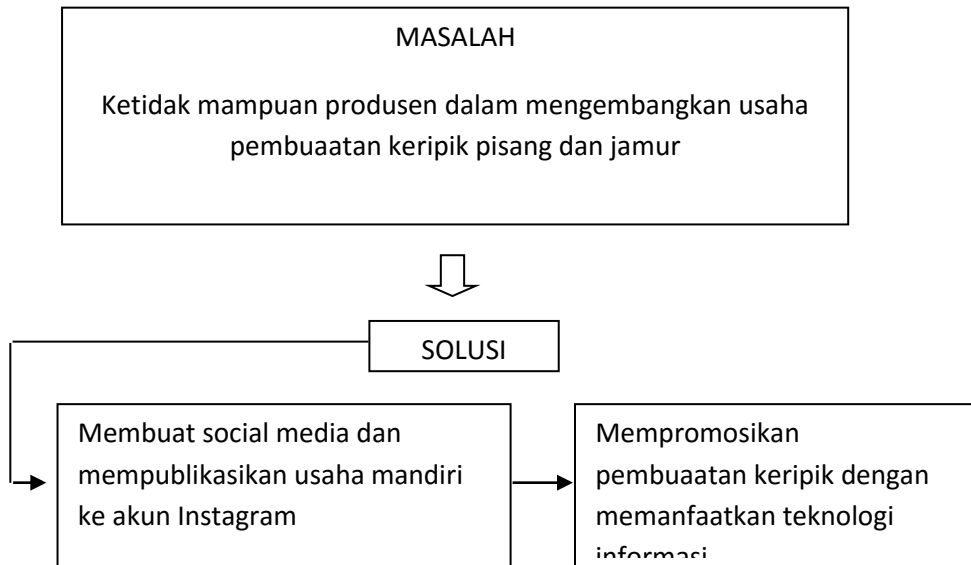 MASALAH
Ketidak mampuan produsen dalam mengembangkan usaha
pembuaatan keripik pisang dan jamur
SOLUSI
Membuat social media dan
mempublikasikan usaha mandiri
ke akun Instagram
Mempromosikan
pembuaatan keripik dengan
memanfaatkan teknologi
informasi